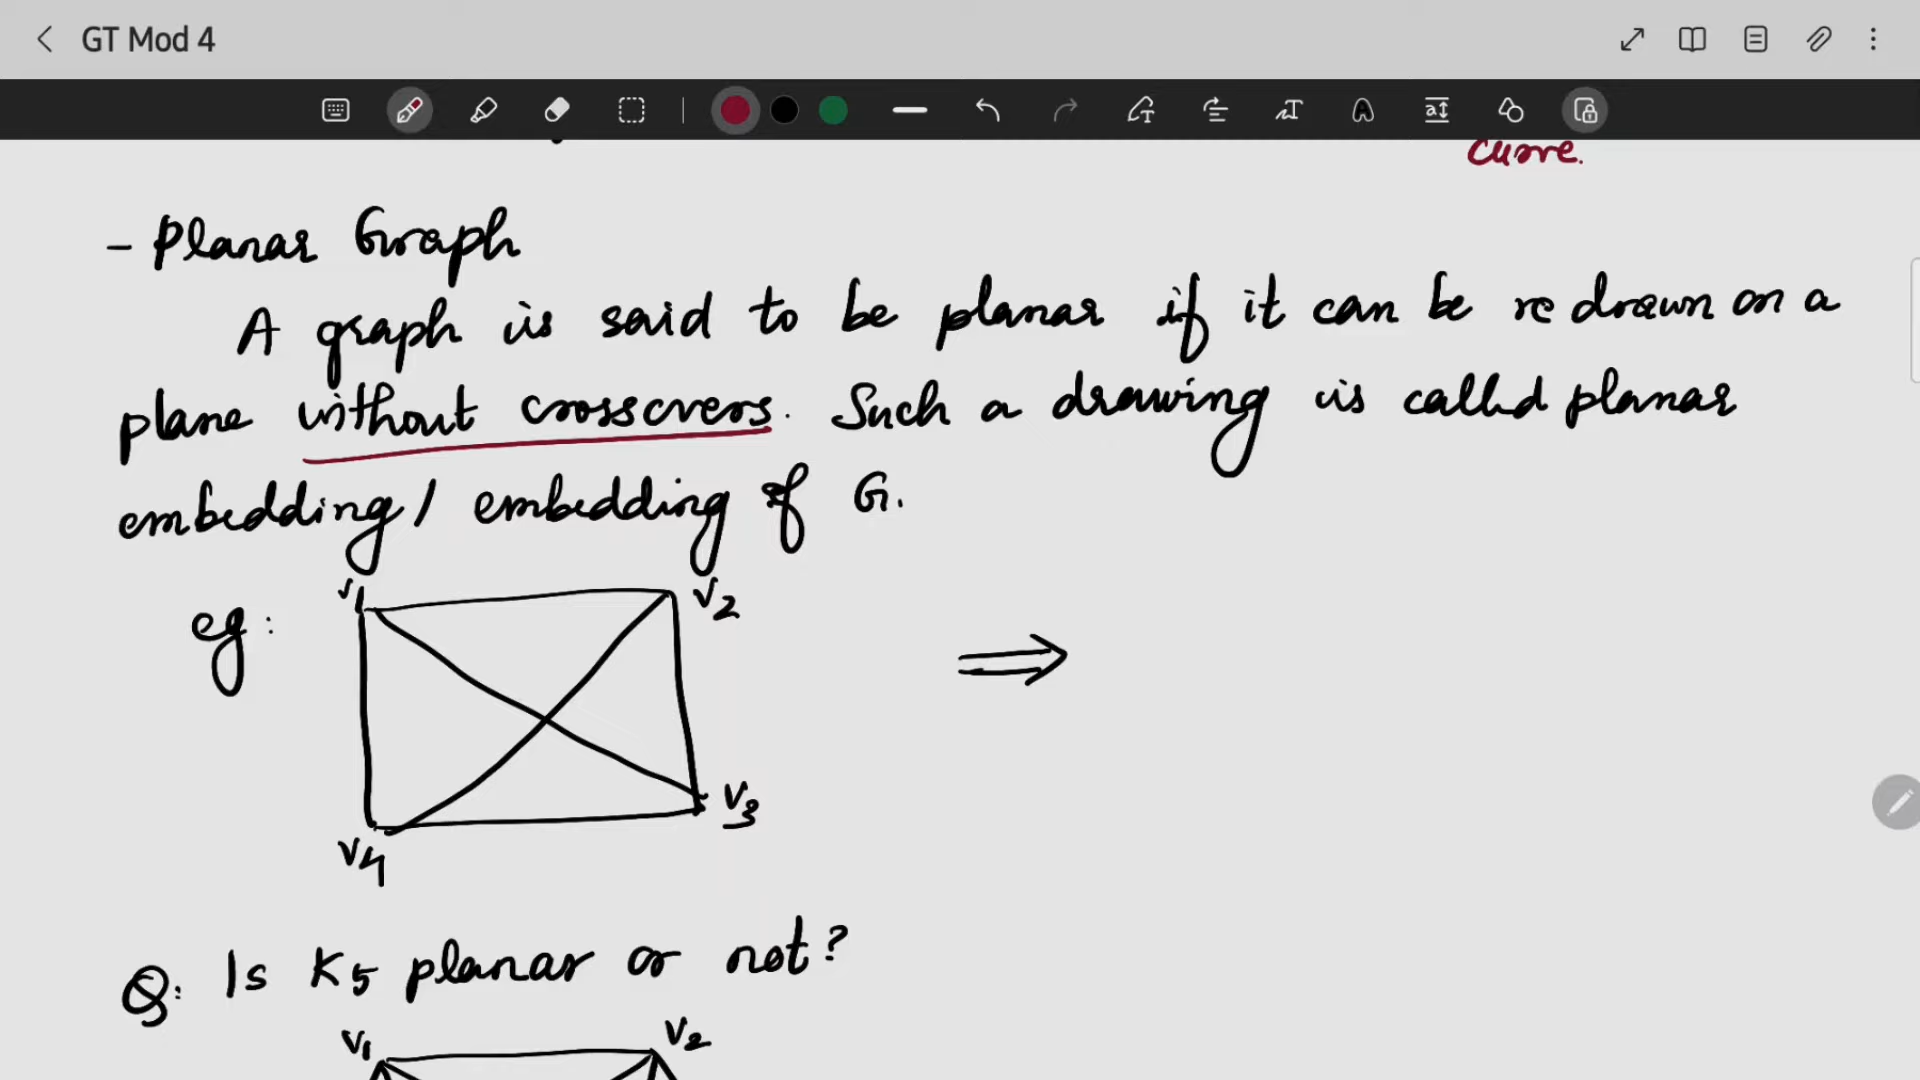 GT Mod 4
curve.
- Planar Graph
A graph is said to be planar if it can be redrawn on a
plane without crossovers. Such a drawing is called planar
embedding/ embedding of G.
eg:
V1
V2
V3
V4
Q: Is K5 planar or not?
V1
V2